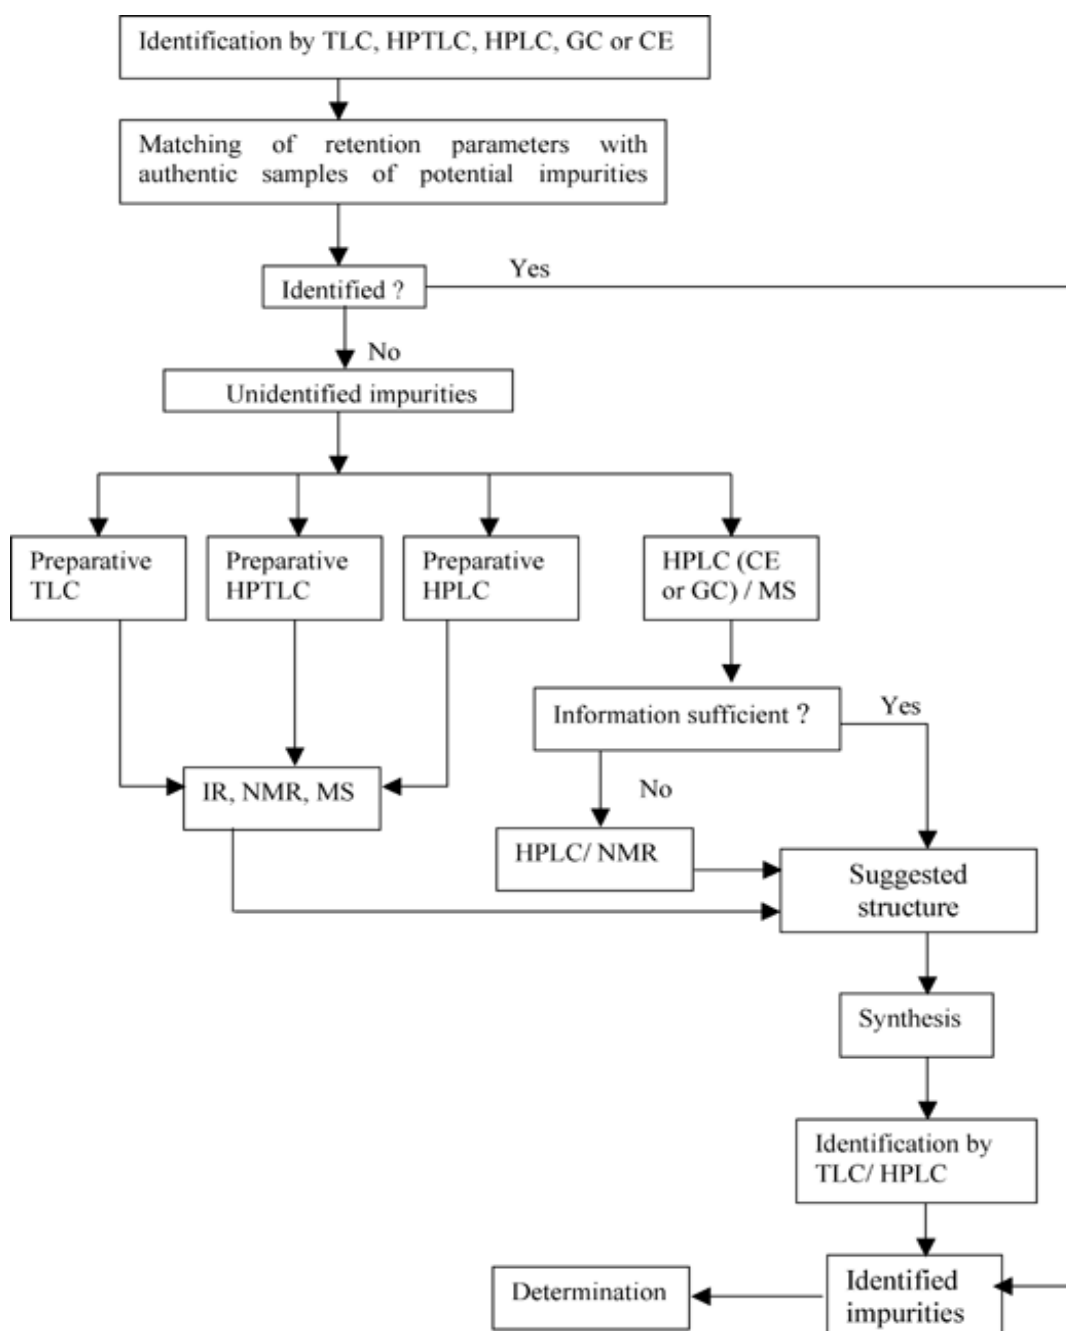 Identification by TLC, HPTLC, HPLC, GC or CE
Matching of retention parameters with
authentic samples of potential impurities
Identified ?
Yes
No
Unidentified impurities
Preparative
TLC
Preparative
HPTLC
Preparative
HPLC
HPLC (CE
or GC) / MS
Information sufficient ?
Yes
No
IR, NMR, MS
HPLC/ NMR
Suggested
structure
Synthesis
Identification by
TLC/ HPLC
Identified
impurities
Determination